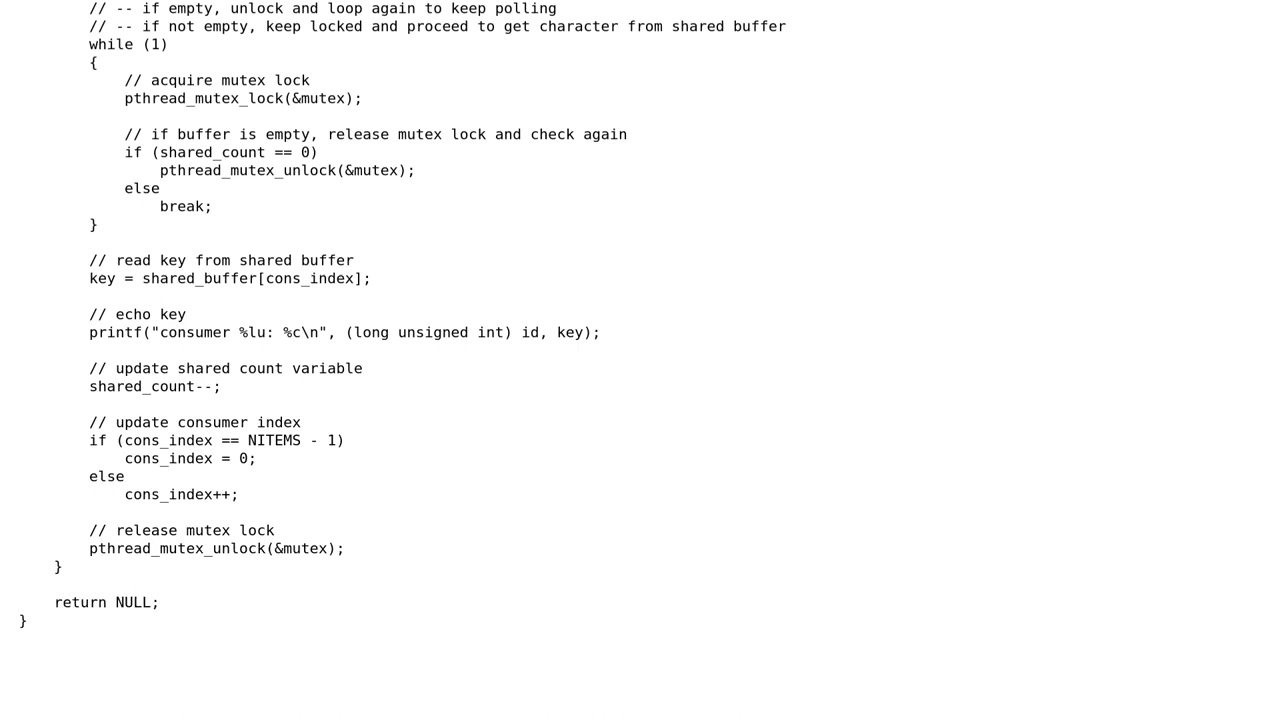 // -- if empty, unlock and loop again to keep polling
// -- if not empty, keep locked and proceed to get character from shared buffer
while (1)
{
// acquire mutex lock
pthread_mutex_lock(&mutex);
// if buffer is empty, release mutex lock and check again
if (shared_count == 0)
pthread_mutex_unlock(&mutex);
else
break;
}
// read key from shared buffer
key = shared_buffer[cons_index];
// echo key
printf("consumer %lu: %c\n", (long unsigned int) id, key);
// update shared count variable
shared_count--;
// update consumer index
if (cons_index == NITEMS - 1)
cons_index = 0;
else
cons_index++;
// release mutex lock
pthread_mutex_unlock(&mutex);
}
return NULL;
}